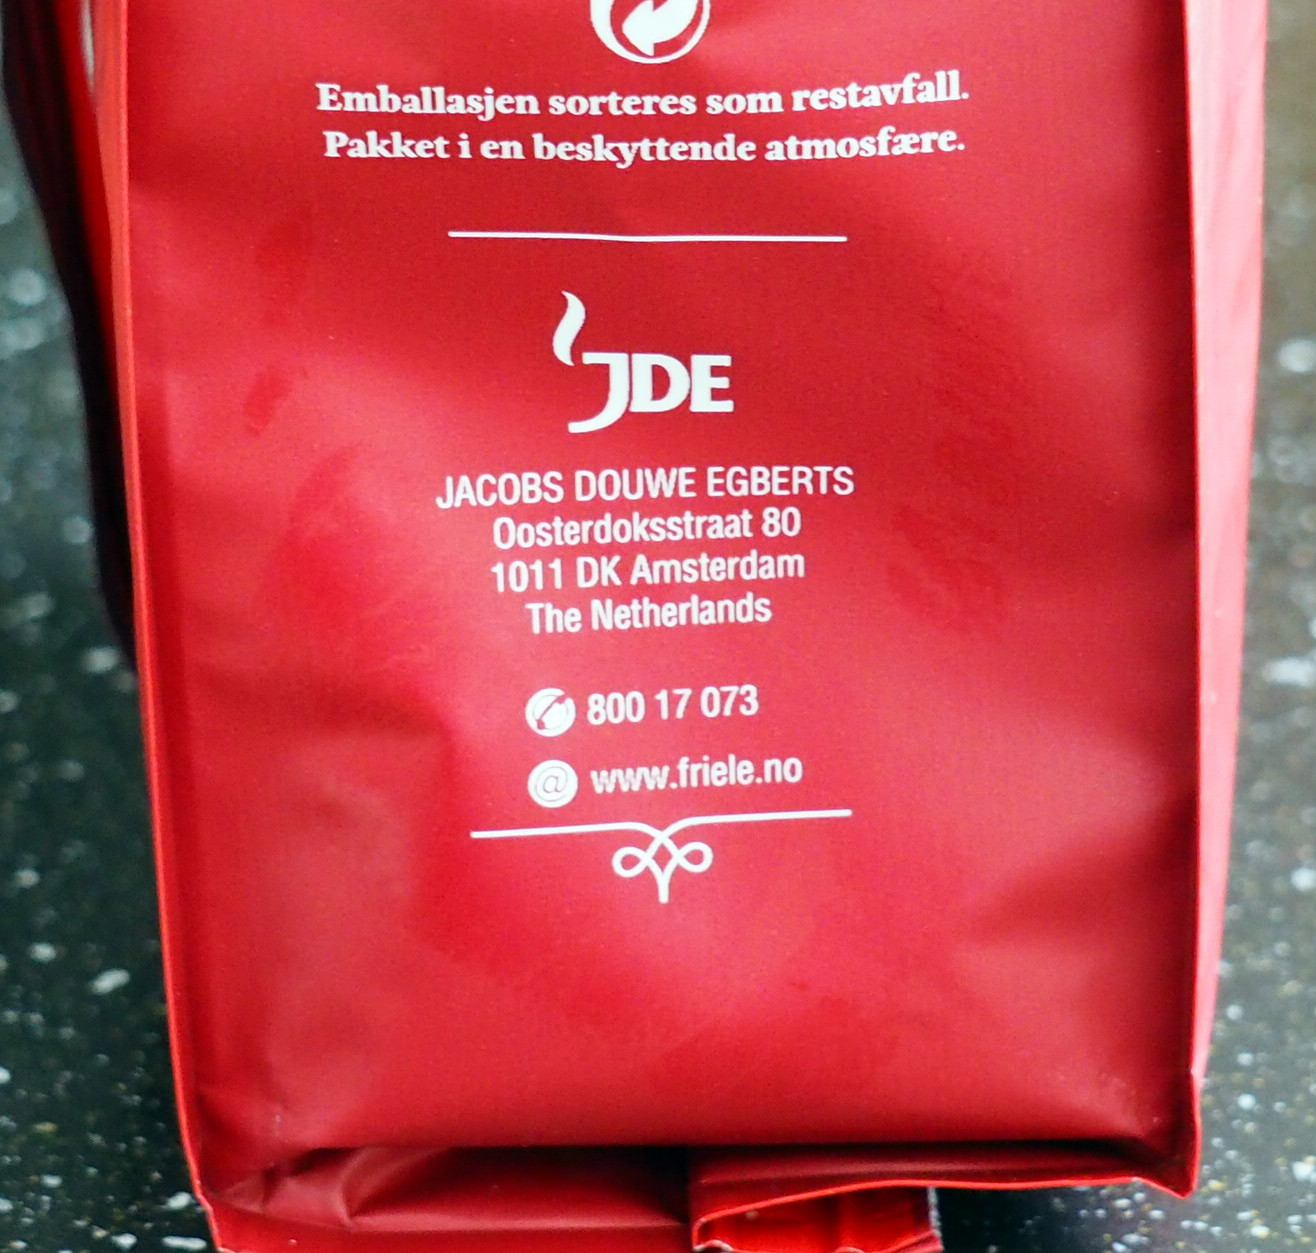 Emballasjen sorteres som restavfall.
Pakket i en beskyttende atmosfære.
JDE
JACOBS DOUWE EGBERTS
Oosterdoksstraat 80
1011 DK Amsterdam
The Netherlands
800 17 073
@ www.friele.no